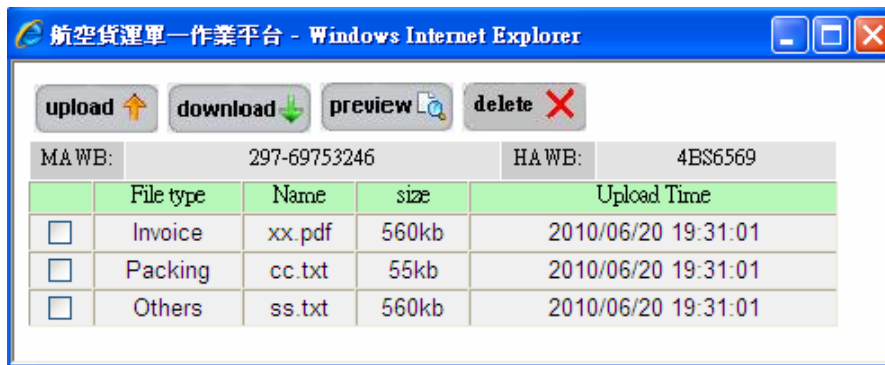 航空貨運單一作業平台 - Windows Internet Explorer
upload download preview delete
MAWB: 297-69753246 HAWB: 4BS6569
File type Name size Upload Time
Invoice xx.pdf 560kb 2010/06/20 19:31:01
Packing cc.txt 55kb 2010/06/20 19:31:01
Others ss.txt 560kb 2010/06/20 19:31:01